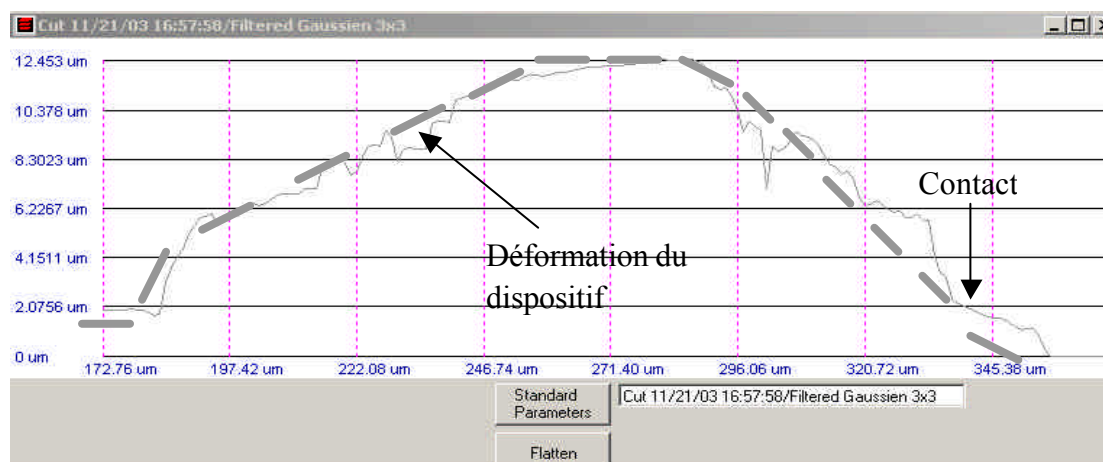 Cut 11/21/03 16:57:58/Filtered Gaussien 3x3
12.453 um
10.378 um
8.3023 um
6.2267 um
4.1511 um
2.0756 um
0 um
Contact
Déformation du
dispositif
172.76 um 197.42 um 222.08 um 246.74 um 271.40 um 296.06 um 320.72 um 345.38 um
Standard
Parameters
Cut 11/21/03 16:57:58/Filtered Gaussien 3x3
Flatten